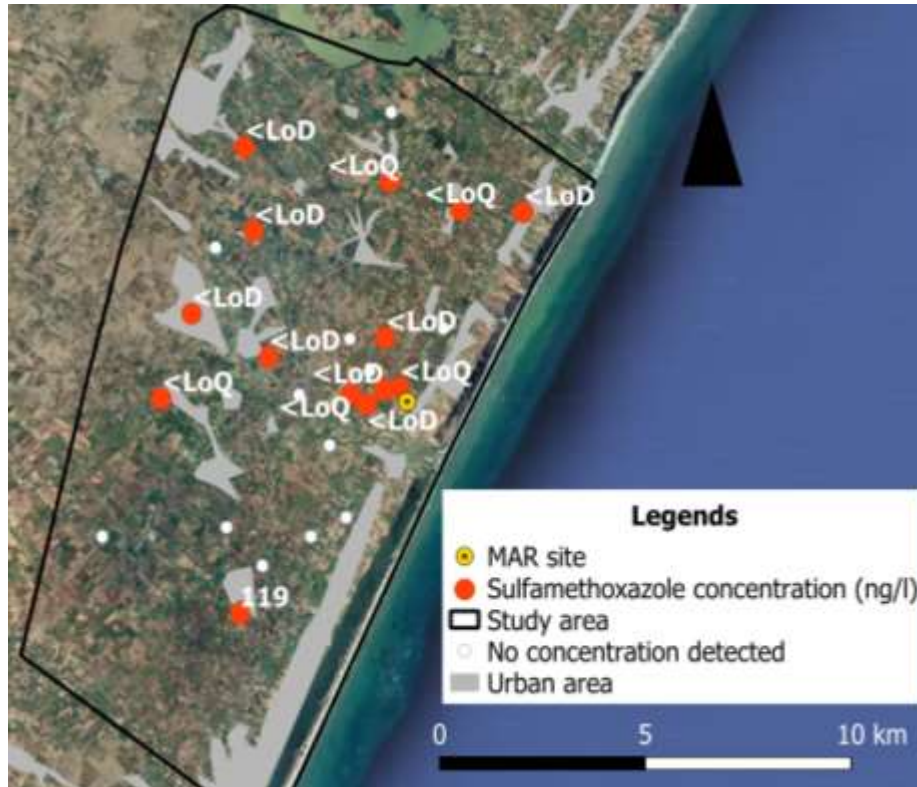 <LoD
<LoQ
<LoQ
<LoD
<LoD
<LoD
<LoD
<LoD
<LoQ
<LoD
<LoQ
<LoQ
<LoD
119
Legends
MAR site
Sulfamethoxazole concentration (ng/l)
Study area
No concentration detected
Urban area
0 5 10 km